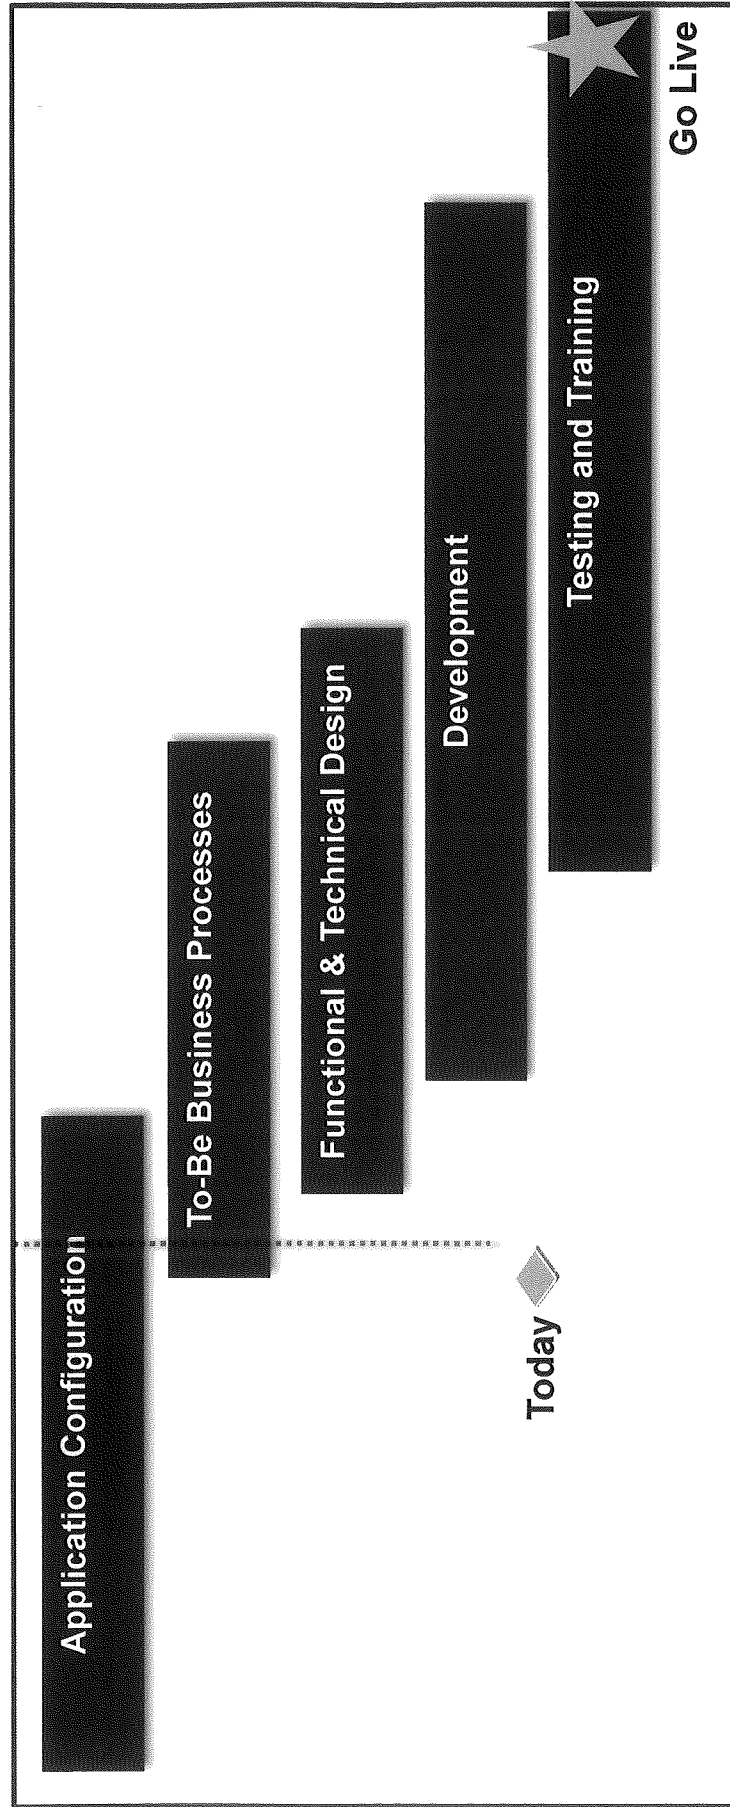 Application Configuration
To-Be Business Processes
Functional & Technical Design
Development
Testing and Training
Today
Go Live